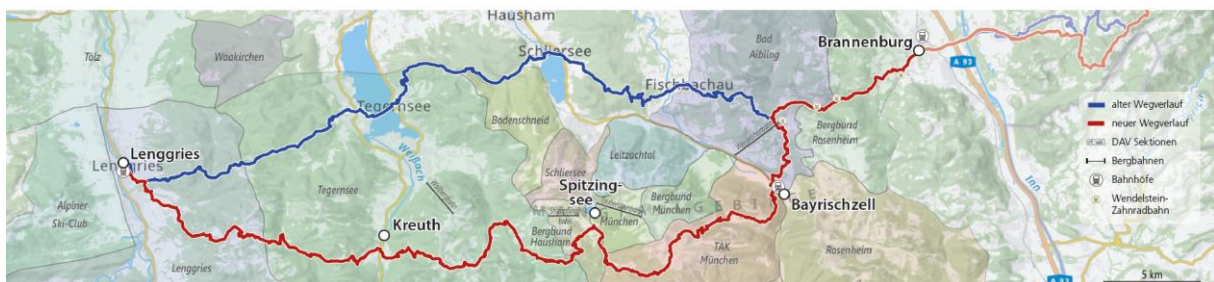 Hausham
Tölz
Waakirchen
Schliersee
Bad
Aibling
Brannenburg
A 93
Fischbachau
Tegernsee
Bodenschneid
Weißach
Leitzachtal
Bergbund
Rosenheim
Lenggries
Lenggries
Schliersee
Tegernsee
Spitzing-
see
Bergbund
München
München
Bayrischzell
Alpiner
Ski-Club
Kreuth
Bergbund
Hausham
TAK
München
Rosenheim
Lenggries
Inn
A 93
alter Wegverlauf
neuer Wegverlauf
DAV Sektionen
Bergbahnen
Bahnhöfe
Wendelstein-
Zahnradbahn
5 km